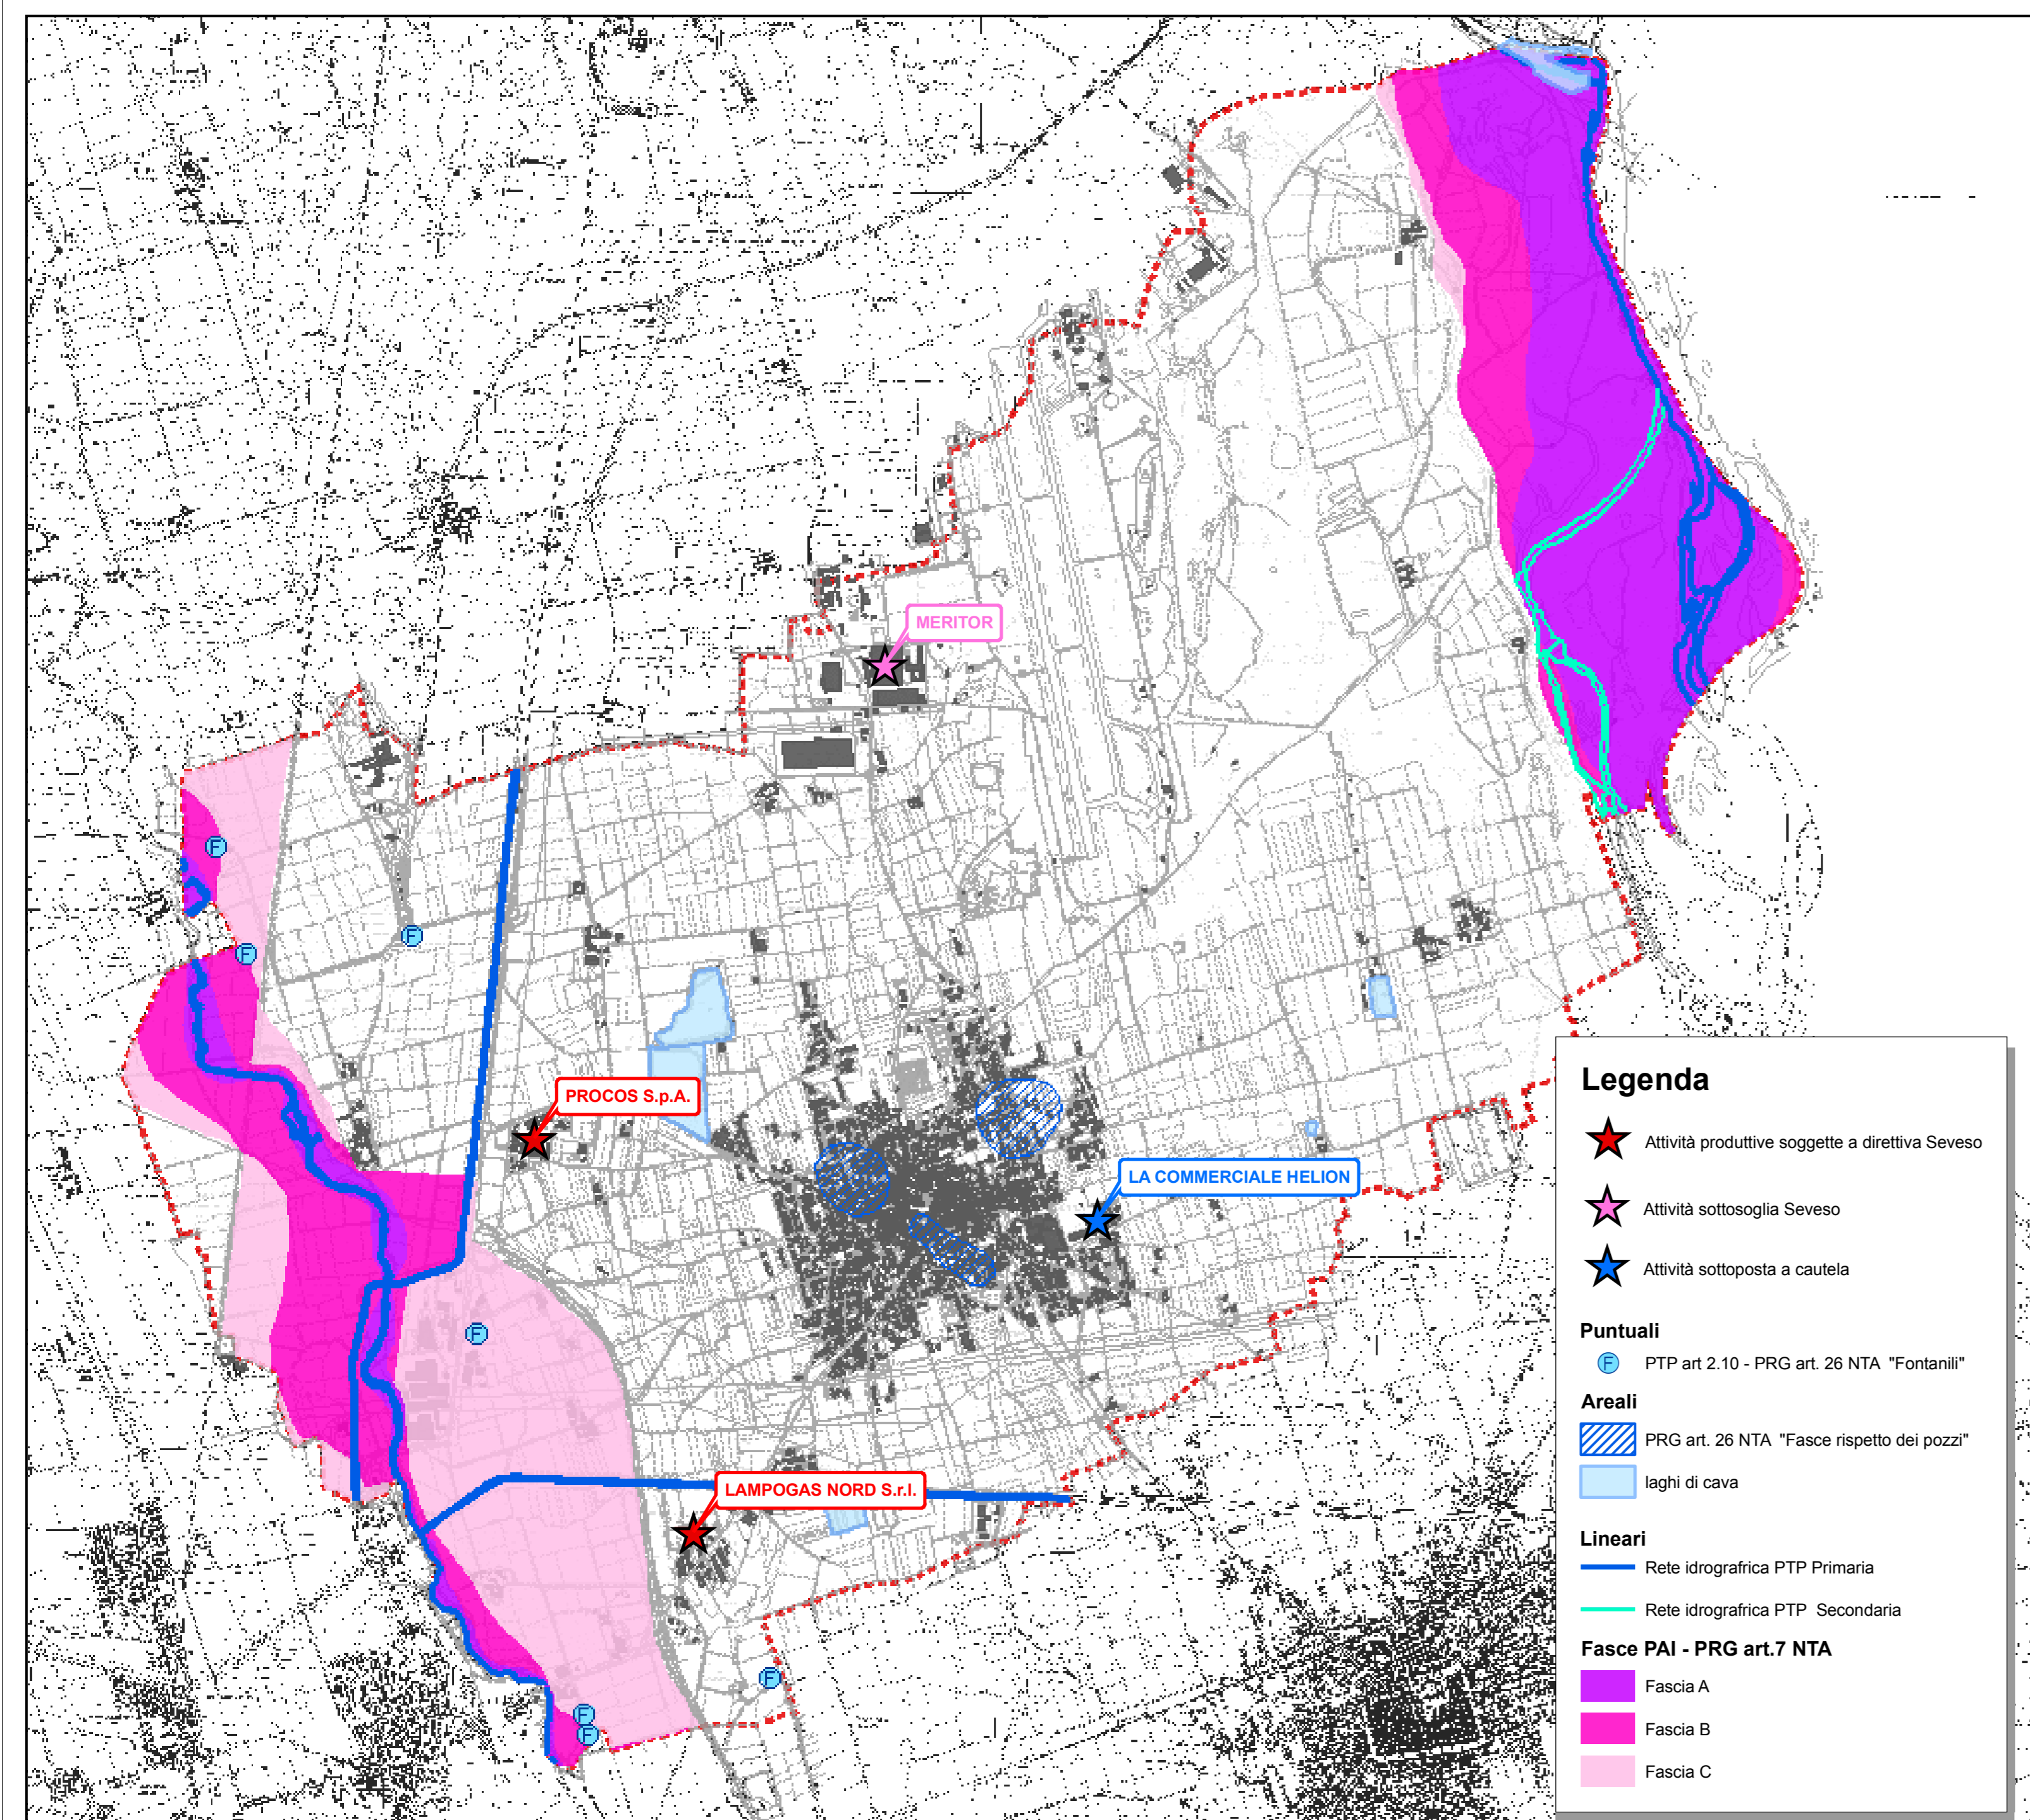 MERITOR
F
F
F
PROCOS S.p.A.
LA COMMERCIALE HELION
F
LAMPOGAS NORD S.r.l.
F
F
F
Legenda
Attività produttive soggette a direttiva Seveso
Attività sottosoglia Seveso
Attività sottoposta a cautela
Puntuali
F PTP art 2.10 - PRG art. 26 NTA "Fontanili"
Areali
PRG art. 26 NTA "Fasce rispetto dei pozzi"
laghi di cava
Lineari
Rete idrografrica PTP Primaria
Rete idrografrica PTP Secondaria
Fasce PAI - PRG art.7 NTA
Fascia A
Fascia B
Fascia C